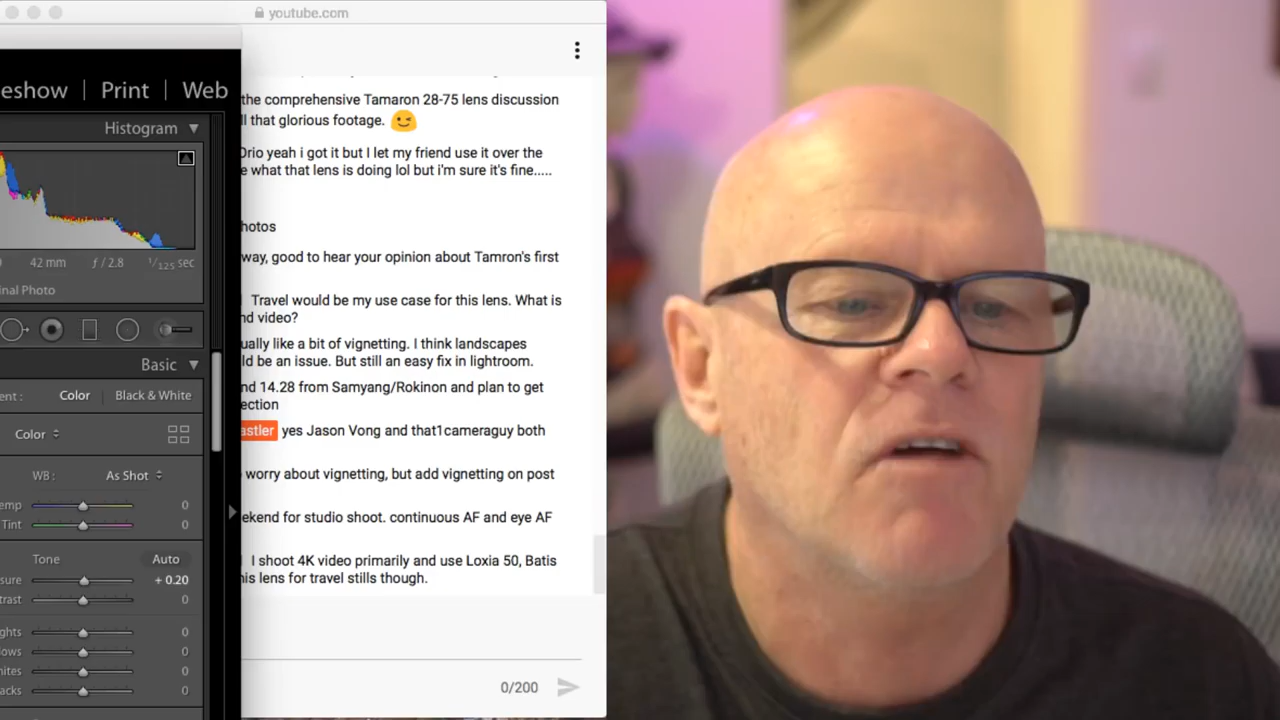 youtube.com
eshow | Print | Web
Histogram
42 mm f / 2.8 1/125 sec
nal Photo
Basic
ent : Color Black & White
Color
WB : As Shot
emp 0
Tint 0
Tone Auto
sure + 0.20
trast 0
ghts 0
ows 0
ites 0
acks 0
the comprehensive Tamaron 28-75 lens discussion
ll that glorious footage.
Orio yeah i got it but I let my friend use it over the
e what that lens is doing lol but i'm sure it's fine.....
hotos
way, good to hear your opinion about Tamron's first
Travel would be my use case for this lens. What is
nd video?
ually like a bit of vignetting. I think landscapes
ld be an issue. But still an easy fix in lightroom.
nd 14.28 from Samyang/Rokinon and plan to get
ection
astler yes Jason Vong and that1cameraguy both
worry about vignetting, but add vignetting on post
ekend for studio shoot. continuous AF and eye AF
I shoot 4K video primarily and use Loxia 50, Batis
his lens for travel stills though.
0/200